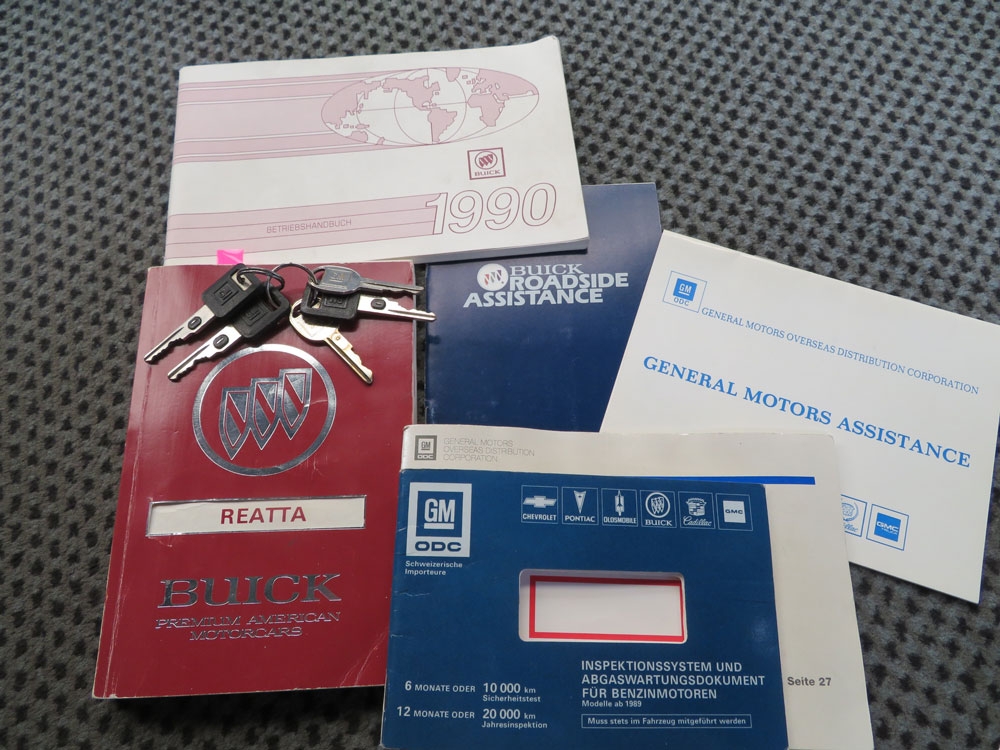 BUICK
1990
BETRIEBSHANDBUCH
BUICK
ROADSIDE
ASSISTANCE
GM
ODC
GENERAL MOTORS OVERSEAS DISTRIBUTION CORPORATION
GENERAL MOTORS ASSISTANCE
GMC
GM
REATTA
BUICK
PREMIUM AMERICAN
MOTORCARS
GM
ODC
GENERAL MOTORS
OVERSEAS DISTRIBUTION
CORPORATION
GM
ODC
Schweizerische
Importeure
CHEVROLET
PONTIAC
OLDSMOBILE
BUICK
Cadillac
GMC
INSPEKTIONSSYSTEM UND
ABGASWARTUNGSDOKUMENT
FÜR BENZINMOTOREN
Modelle ab 1989
Muss stets im Fahrzeug mitgeführt werden
6 MONATE ODER 10 000 km
Sicherheitstest
12 MONATE ODER 20 000 km
Jahresinspektion
Seite 27